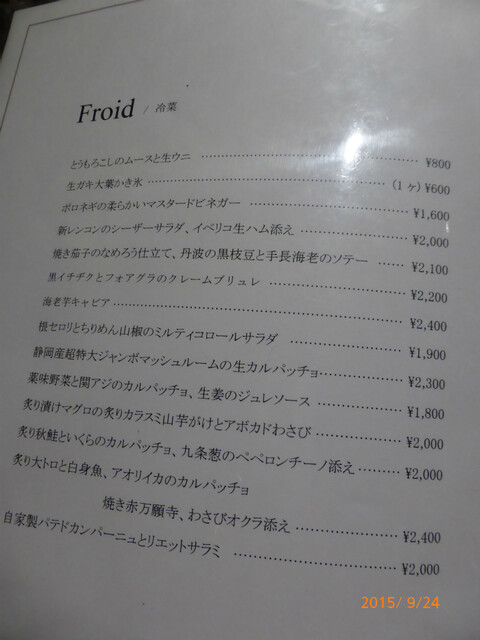 Froid / 冷菜
とうもろこしのムースと生ウニ ¥800
生ガキ大葉かき氷 (1ヶ) ¥600
ポロネギの柔らかいマスタードビネガー ¥1,600
新レンコンのシーザーサラダ、イベリコ生ハム添え ¥2,000
焼き茄子のなめろう仕立て、丹波の黒枝豆と手長海老のソテー ¥2,100
黒イチヂクとフォアグラのクレームブリュレ ¥2,200
海老芋キャビア ¥2,400
根セロリとちりめん山椒のミルティコロールサラダ ¥1,900
静岡産超特大ジャンボマッシュルームの生カルパッチョ ¥2,300
薬味野菜と関アジのカルパッチョ、生姜のジュレソース ¥1,800
炙り漬けマグロの炙りカラスミ山芋がけとアボカドわさび ¥2,000
炙り秋鮭といくらのカルパッチョ、九条葱のペペロンチーノ添え ¥2,000
炙り大トロと白身魚、アオリイカのカルパッチョ
焼き赤万願寺、わさびオクラ添え ¥2,400
自家製パテドカンパーニュとリエットサラミ ¥2,000
2015/ 9/24